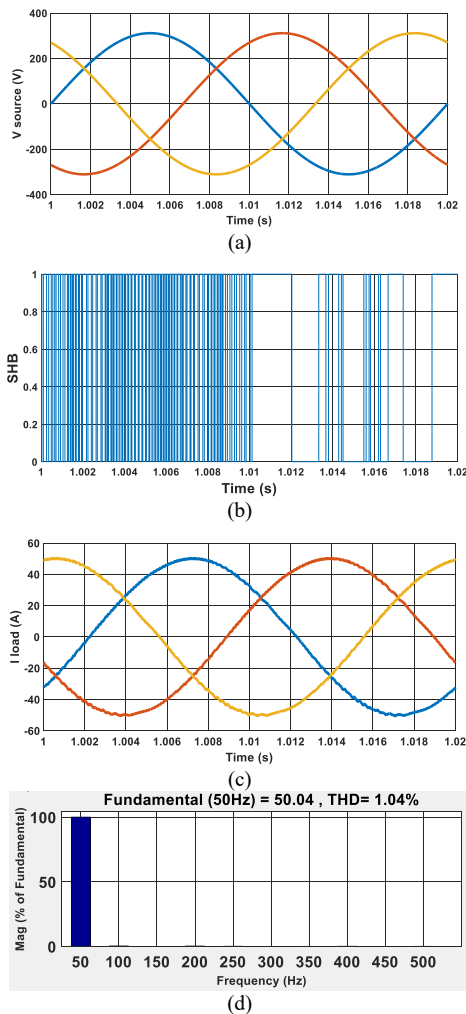 400
200
0
-200
-400
V source (V)
1 1.002 1.004 1.006 1.008 1.01 1.012 1.014 1.016 1.018 1.02
Time (s)
(a)
1
0.8
0.6
0.4
0.2
0
SHB
1 1.002 1.004 1.006 1.008 1.01 1.012 1.014 1.016 1.018 1.02
Time (s)
(b)
60
40
20
0
-20
-40
-60
I load (A)
1 1.002 1.004 1.006 1.008 1.01 1.012 1.014 1.016 1.018 1.02
Time (s)
(c)
Fundamental (50Hz) = 50.04 , THD= 1.04%
100
50
0
Mag (% of Fundamental)
50 100 150 200 250 300 350 400 450 500
Frequency (Hz)
(d)